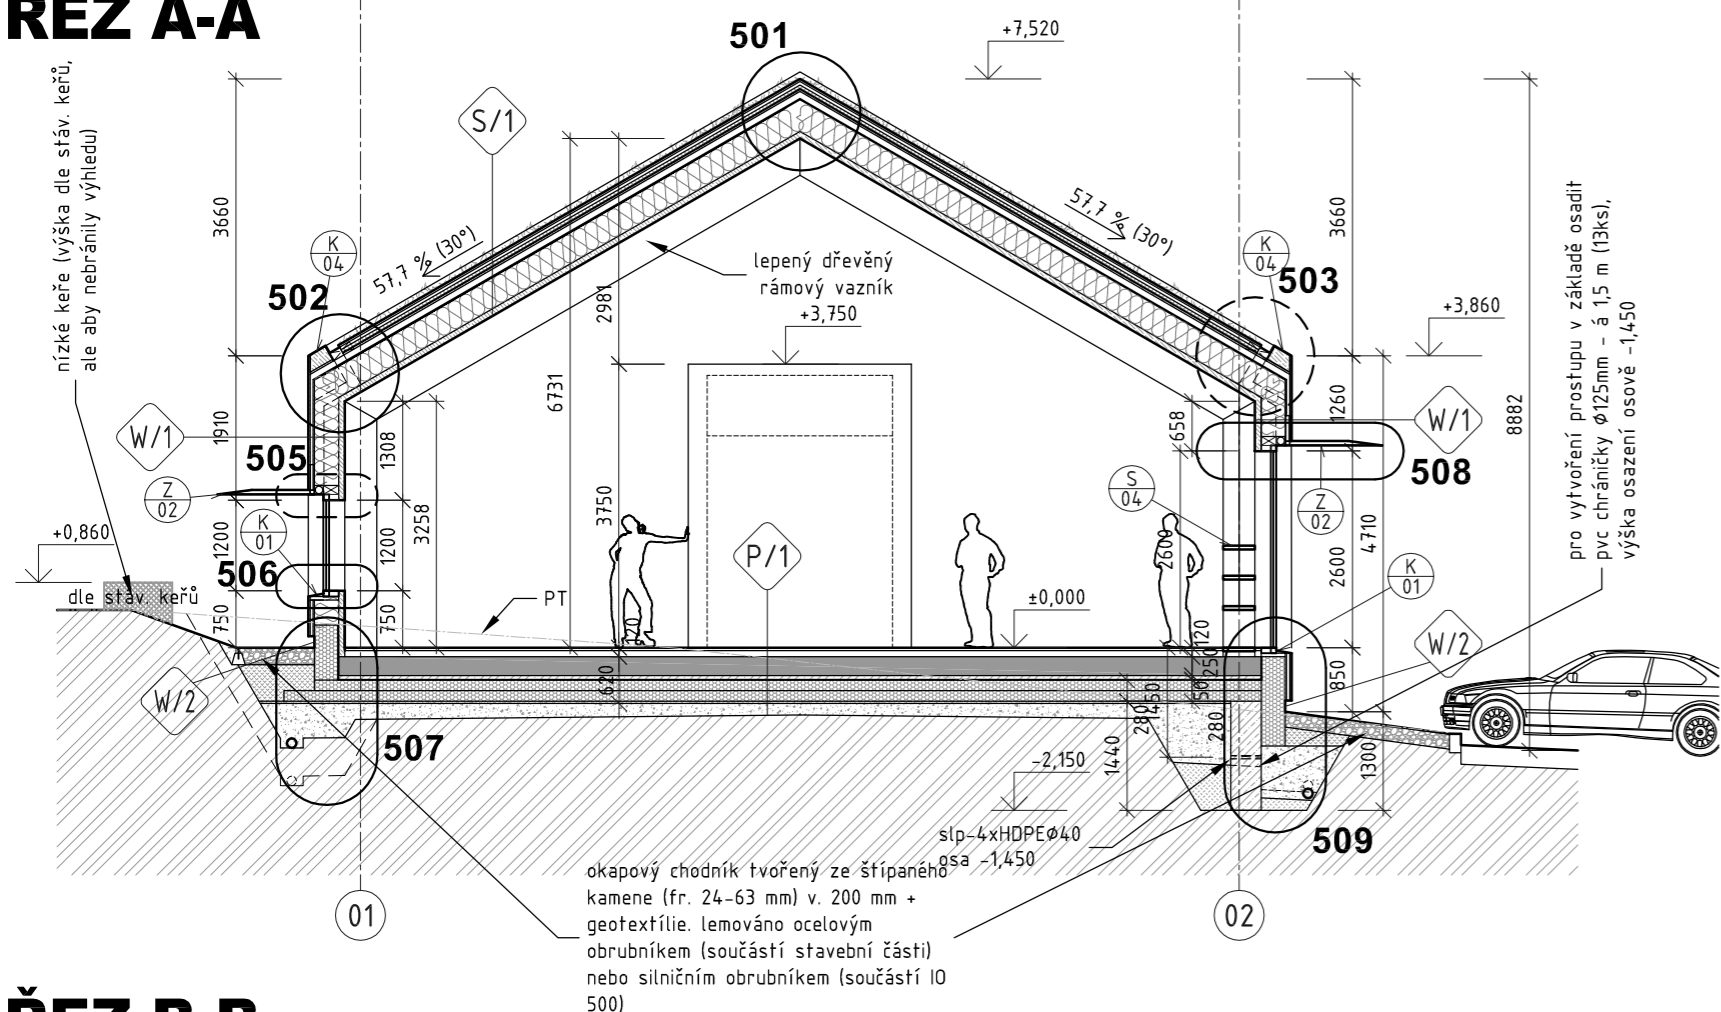 ŘEZ A-A
501
+7,520
nízké keře (výška dle stáv. keřů,
ale aby nebránily výhledu)
S/1
3660
57,7 % (30°)
K
04
502
lepený dřevěný
rámový vazník
2981
+3,750
57,7 % (30°)
3660
K
04
503
+3,860
pro vytvoření prostupu v základě osadit
pvc chráničky Ø125mm - á 1,5 m (13ks),
výška osazení osově -1,450
6731
1910
W/1
1308
505
Z
02
K
01
3258
3750
658
1260
W/1
508
8882
S
04
Z
02
4710
+0,860
1200
1200
506
dle stáv. keřů
750
750
PT
P/1
2600
2600
K
01
±0,000
120
120
W/2
W/2
620
250
50
850
1450
280
280
507
1440
-2,150
1300
slp-4xHDPEØ40
osa -1,450
509
01
02
okapový chodník tvořený ze štípaného
kamene (fr. 24-63 mm) v. 200 mm +
geotextílie. lemováno ocelovým
obrubníkem (součástí stavební části)
nebo silničním obrubníkem (součástí IO
500)
ŘEZ B-B